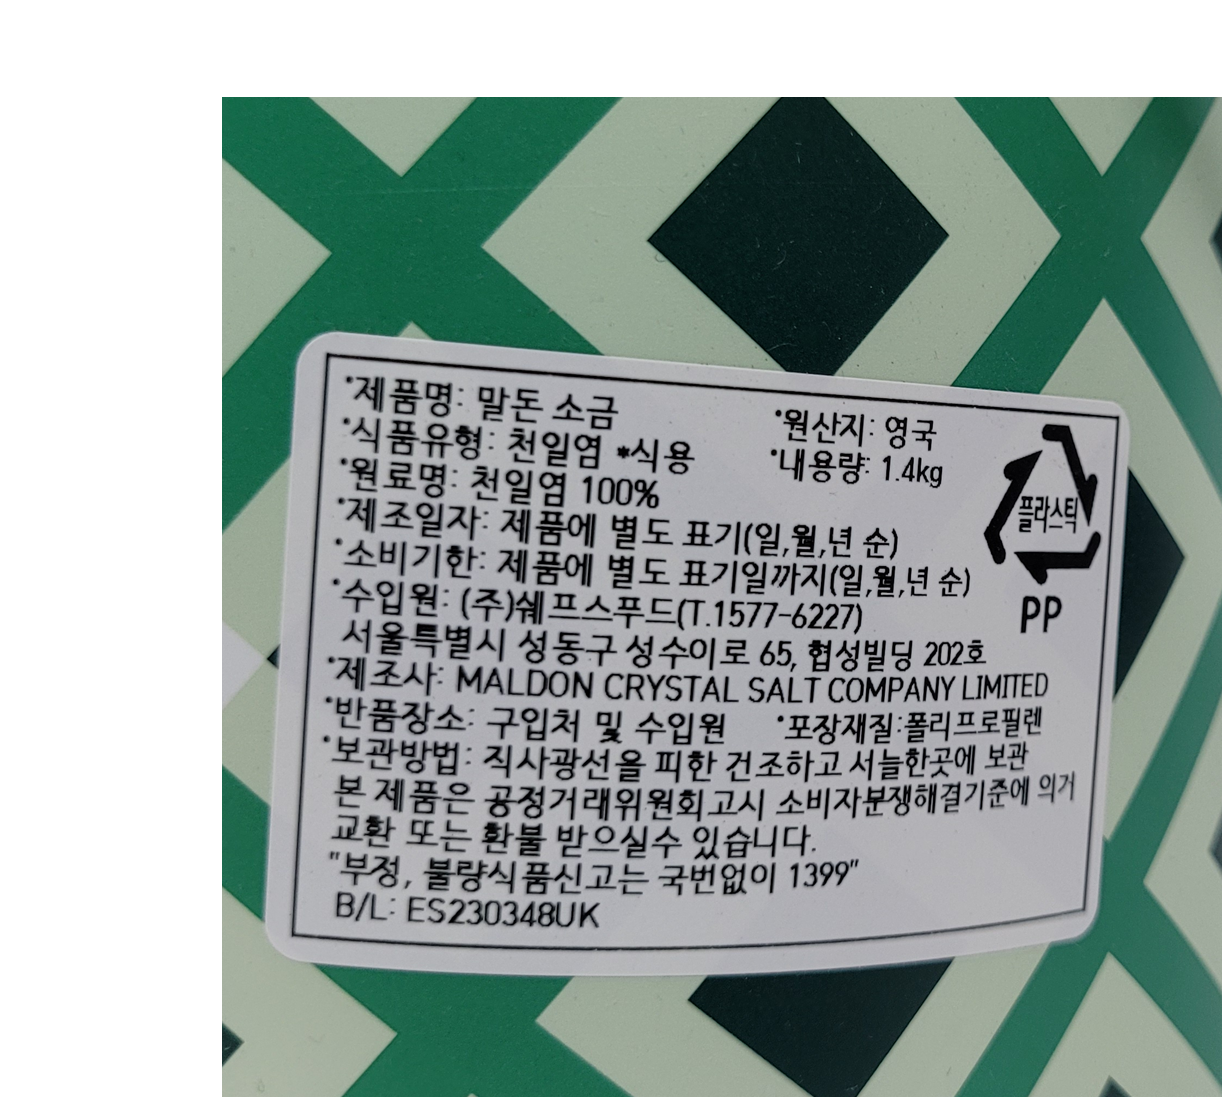 •제품명: 말돈 소금
•원산지: 영국
•식품유형: 천일염 *식용
•내용량: 1.4kg
•원료명: 천일염 100%
플라스틱
PP
•제조일자: 제품에 별도 표기(일,월,년 순)
•소비기한: 제품에 별도 표기일까지(일,월,년 순)
•수입원: (주)쉐프스푸드(T.1577-6227)
서울특별시 성동구 성수이로 65, 협성빌딩 202호
•제조사: MALDON CRYSTAL SALT COMPANY LIMITED
•반품장소: 구입처 및 수입원 •포장재질:폴리프로필렌
•보관방법: 직사광선을 피한 건조하고 서늘한곳에 보관
본 제품은 공정거래위원회고시 소비자분쟁해결기준에 의거
교환 또는 환불 받으실수 있습니다.
"부정, 불량식품신고는 국번없이 1399"
B/L: ES230348UK